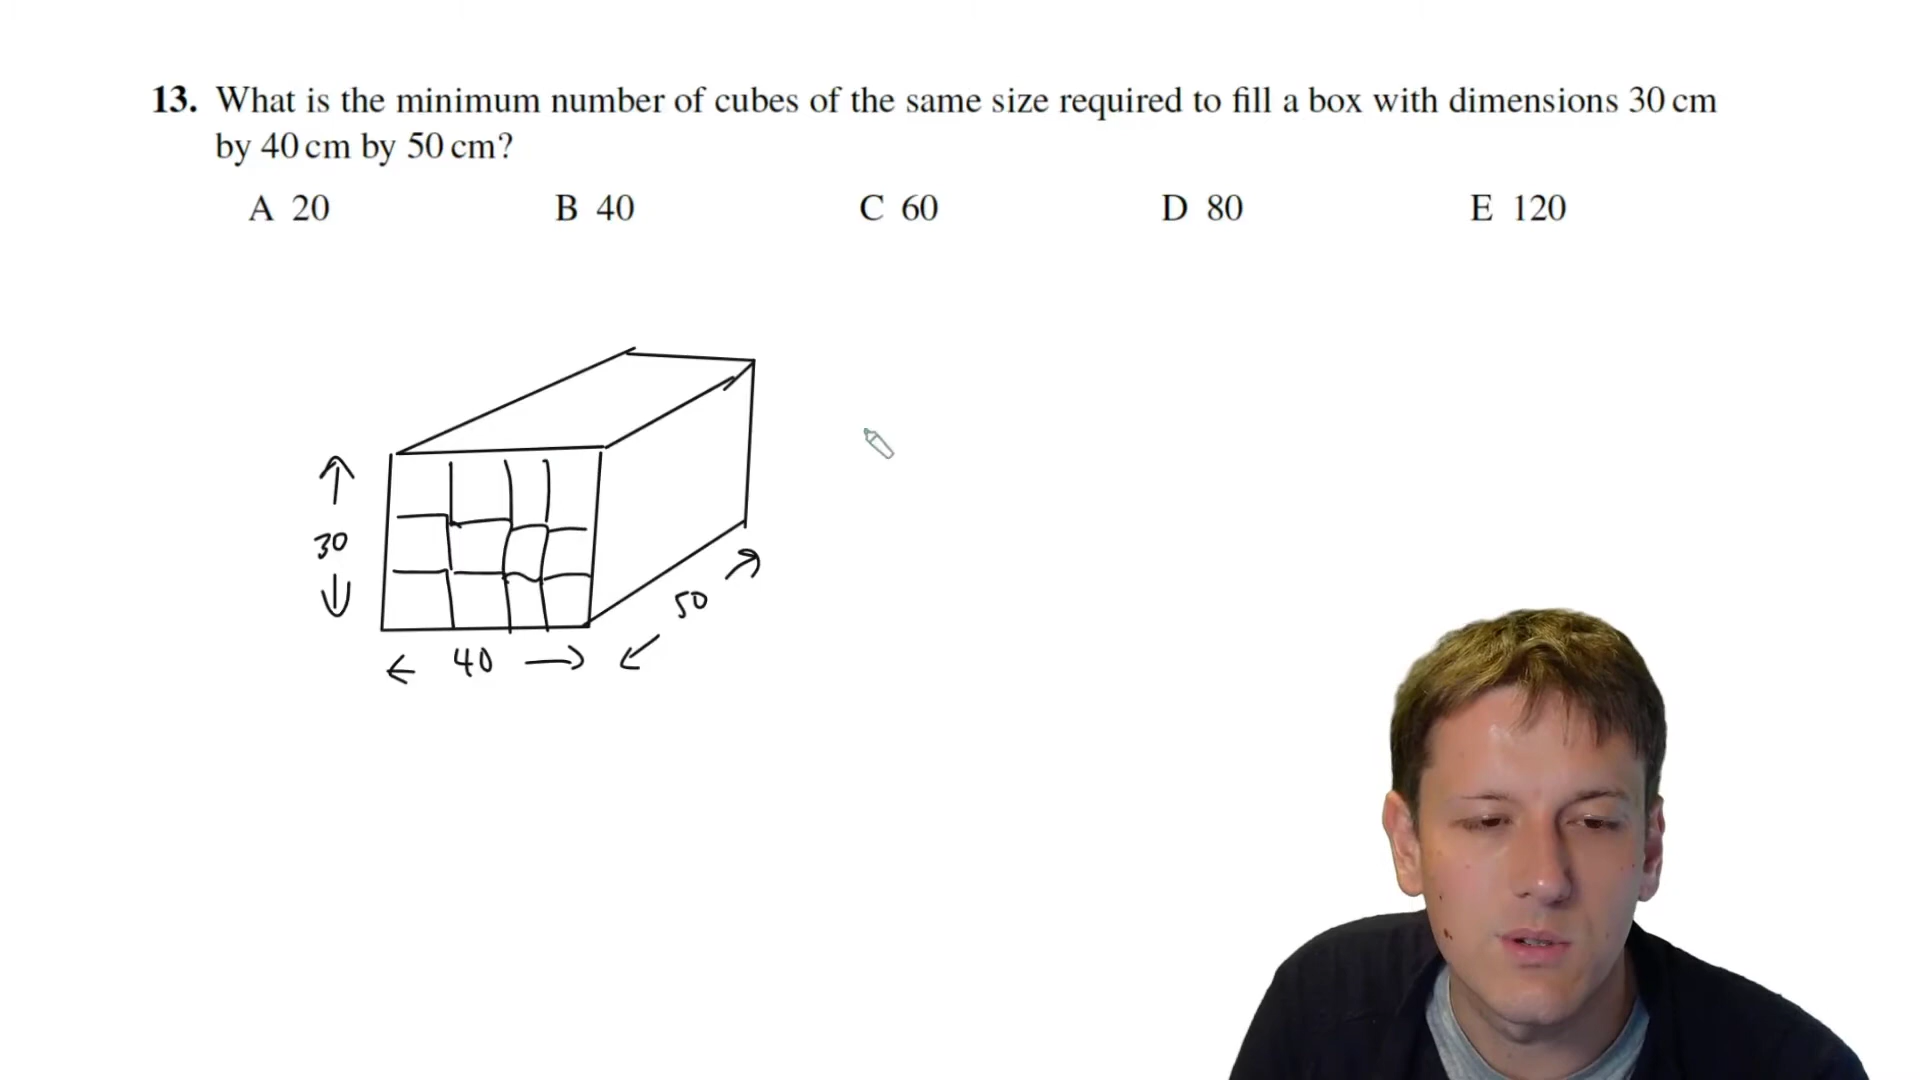 13. What is the minimum number of cubes of the same size required to fill a box with dimensions 30 cm
by 40 cm by 50 cm?
A 20 B 40 C 60 D 80 E 120
30
50
40